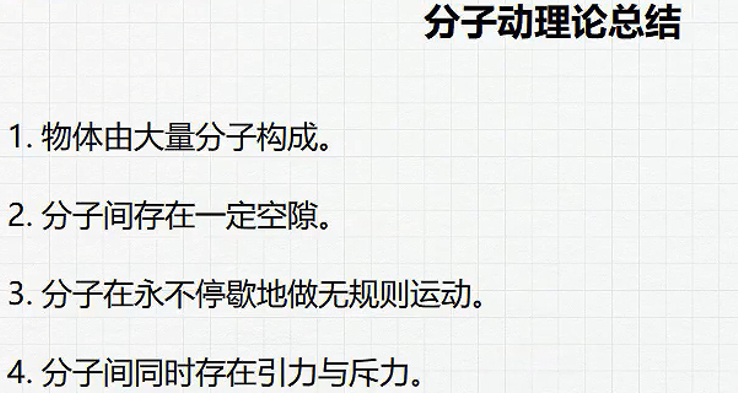 分子动理论总结
1. 物体由大量分子构成。
2. 分子间存在一定空隙。
3. 分子在永不停歇地做无规则运动。
4. 分子间同时存在引力与斥力。